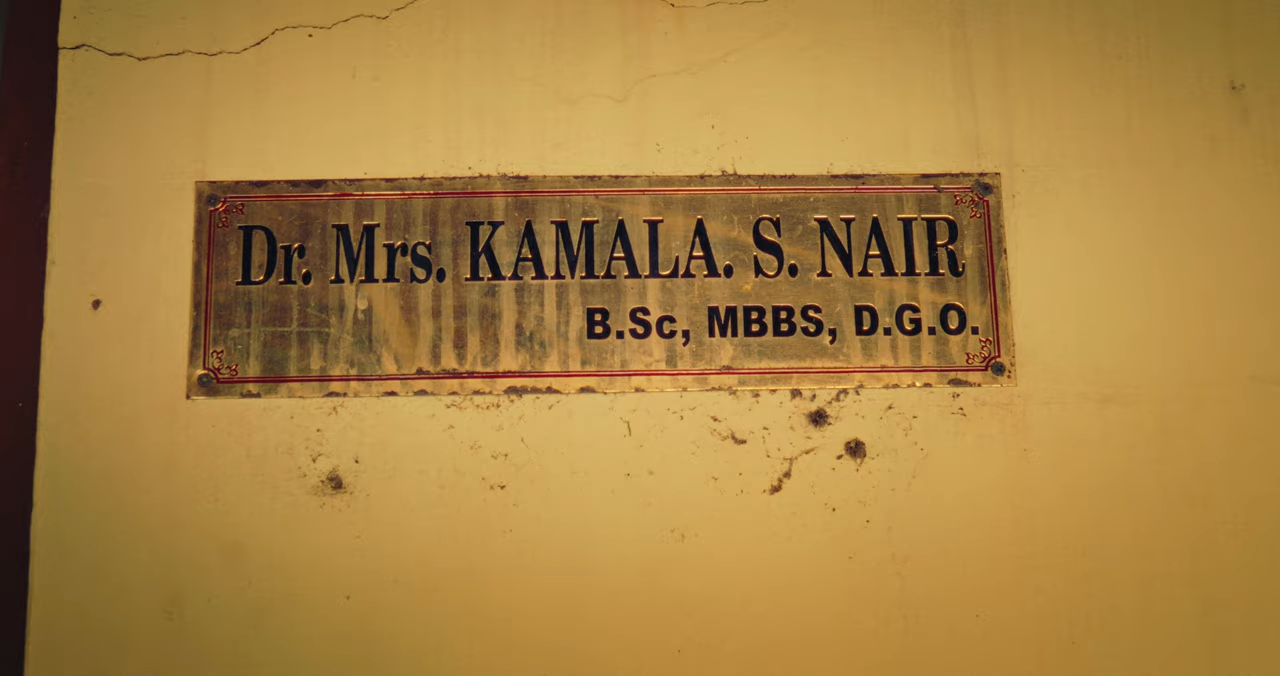 Dr. Mrs. KAMALA. S. NAIR
B.Sc, MBBS, D.G.O.